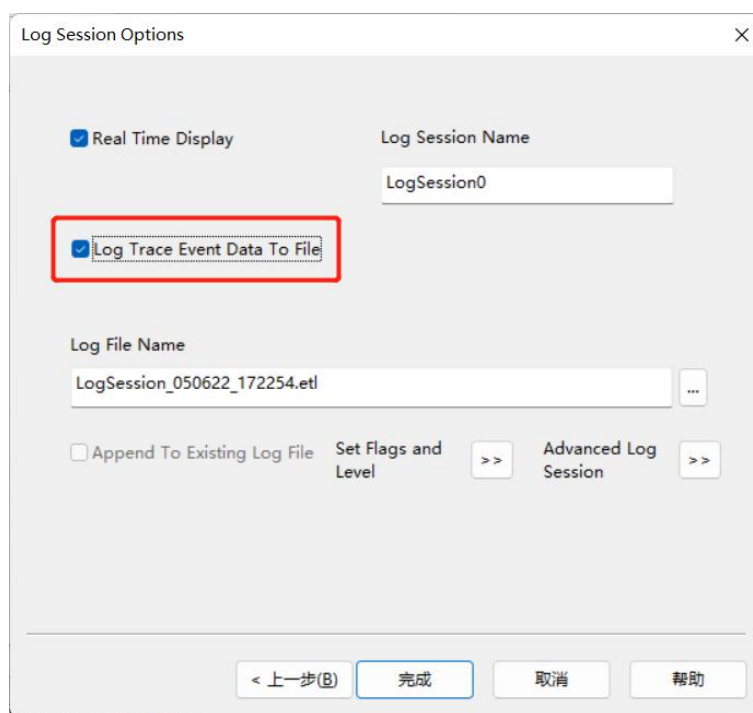 Log Session Options
Real Time Display
Log Session Name
LogSession0
Log Trace Event Data To File
Log File Name
LogSession_050622_172254.etl
...
Append To Existing Log File
Set Flags and
Level
>>
Advanced Log
Session
>>
< 上一步(B)
完成
取消
帮助